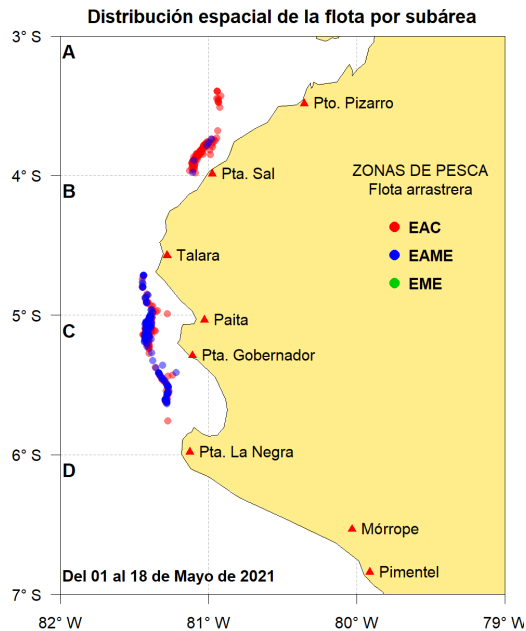 Distribución espacial de la flota por subárea
3° S
A
Pto. Pizarro
ZONAS DE PESCA
Flota arrastrera
4° S
Pta. Sal
B
EAC
Talara
EAME
EME
5° S
C
Paita
Pta. Gobernador
6° S
Pta. La Negra
D
Mórrope
Del 01 al 18 de Mayo de 2021
Pimentel
7° S
82° W
81° W
80° W
79° W